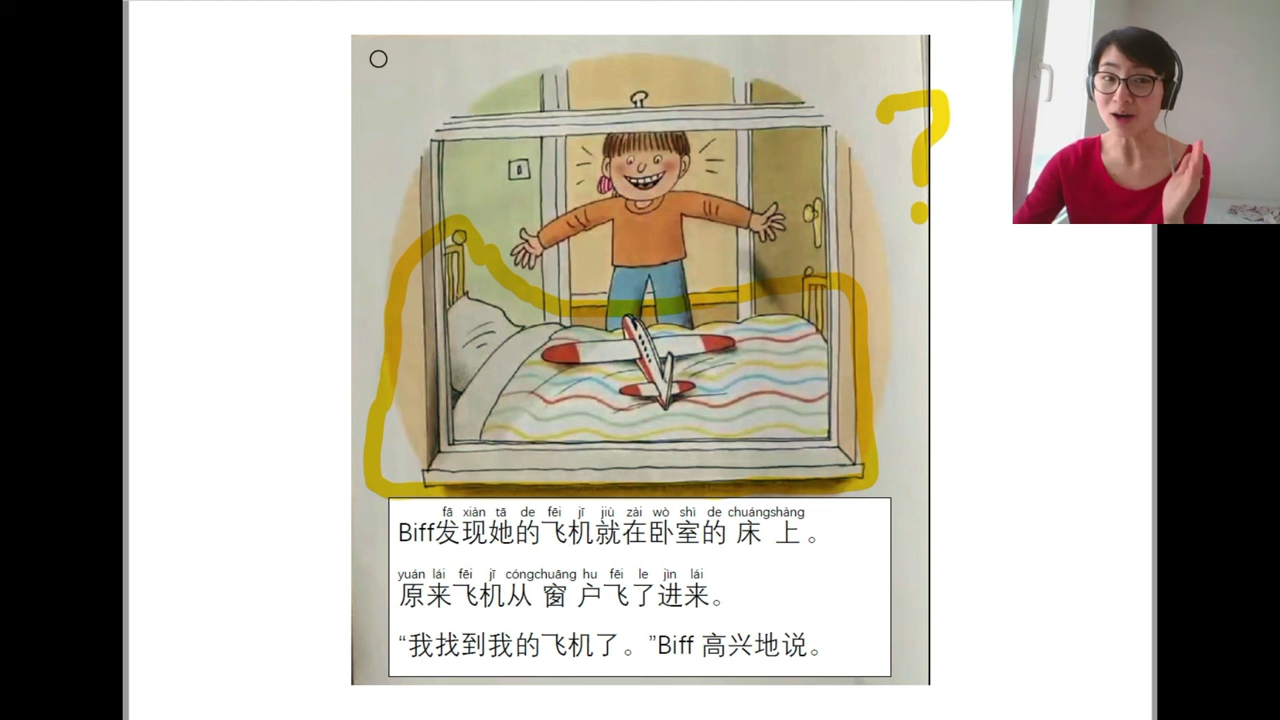 ?
fā xiàn tā de fēi jī jiù zài wò shì de chuángshàng
Biff发现她的飞机就在卧室的床上。
yuán lái fēi jī cóngchuāng hu fēi le jìn lái
原来飞机从窗户飞了进来。
“我找到我的飞机了。”Biff 高兴地说。